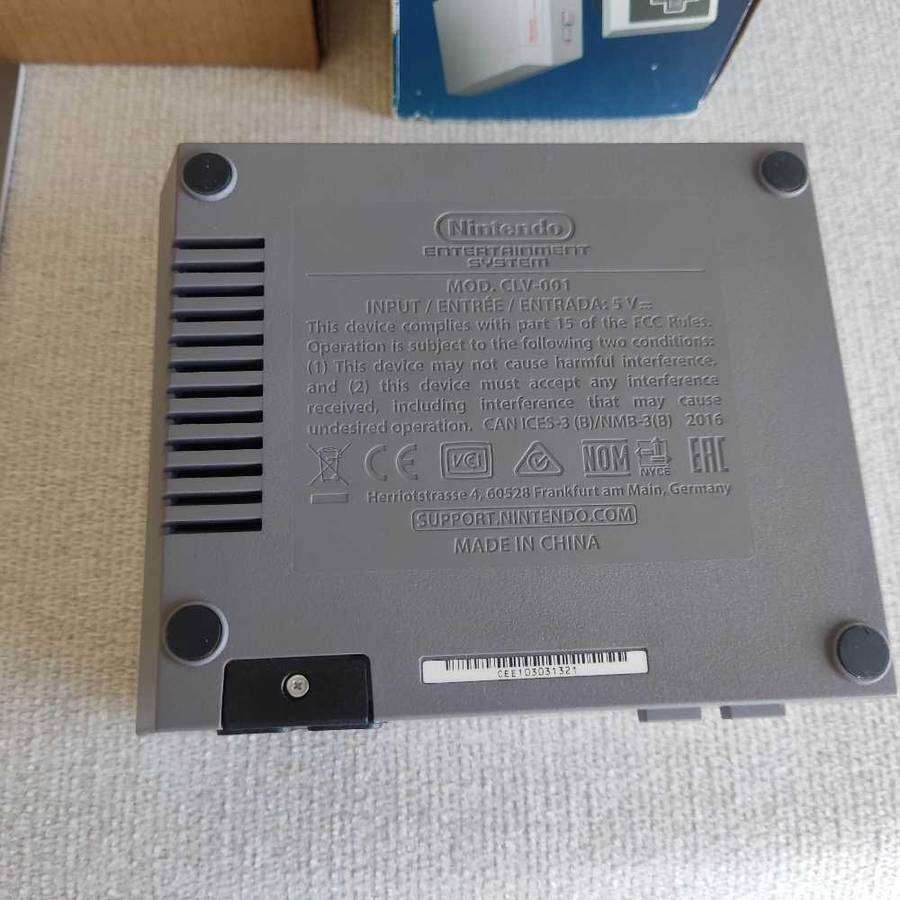 Nintendo
ENTERTAINMENT
SYSTEM
MOD. CLV-001
INPUT / ENTRÉE / ENTRADA: 5 V⎓
This device complies with part 15 of the FCC Rules.
Operation is subject to the following two conditions:
(1) This device may not cause harmful interference,
and (2) this device must accept any interference
received, including interference that may cause
undesired operation. CAN ICES-3 (B)/NMB-3(B) 2016
CE VCI NOM NYCE EAC
Herriotstrasse 4, 60528 Frankfurt am Main, Germany
SUPPORT.NINTENDO.COM
MADE IN CHINA
CEE103031321